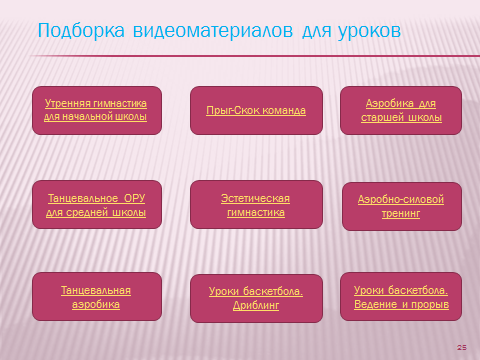 Подборка видеоматериалов для уроков
Утренняя гимнастика
для начальной школы
Прыг-Скок команда
Аэробика для
старшей школы
Танцевальное ОРУ
для средней школы
Эстетическая
гимнастика
Аэробно-силовой
тренинг
Танцевальная
аэробика
Уроки баскетбола.
Дриблинг
Уроки баскетбола.
Ведение и прорыв
25